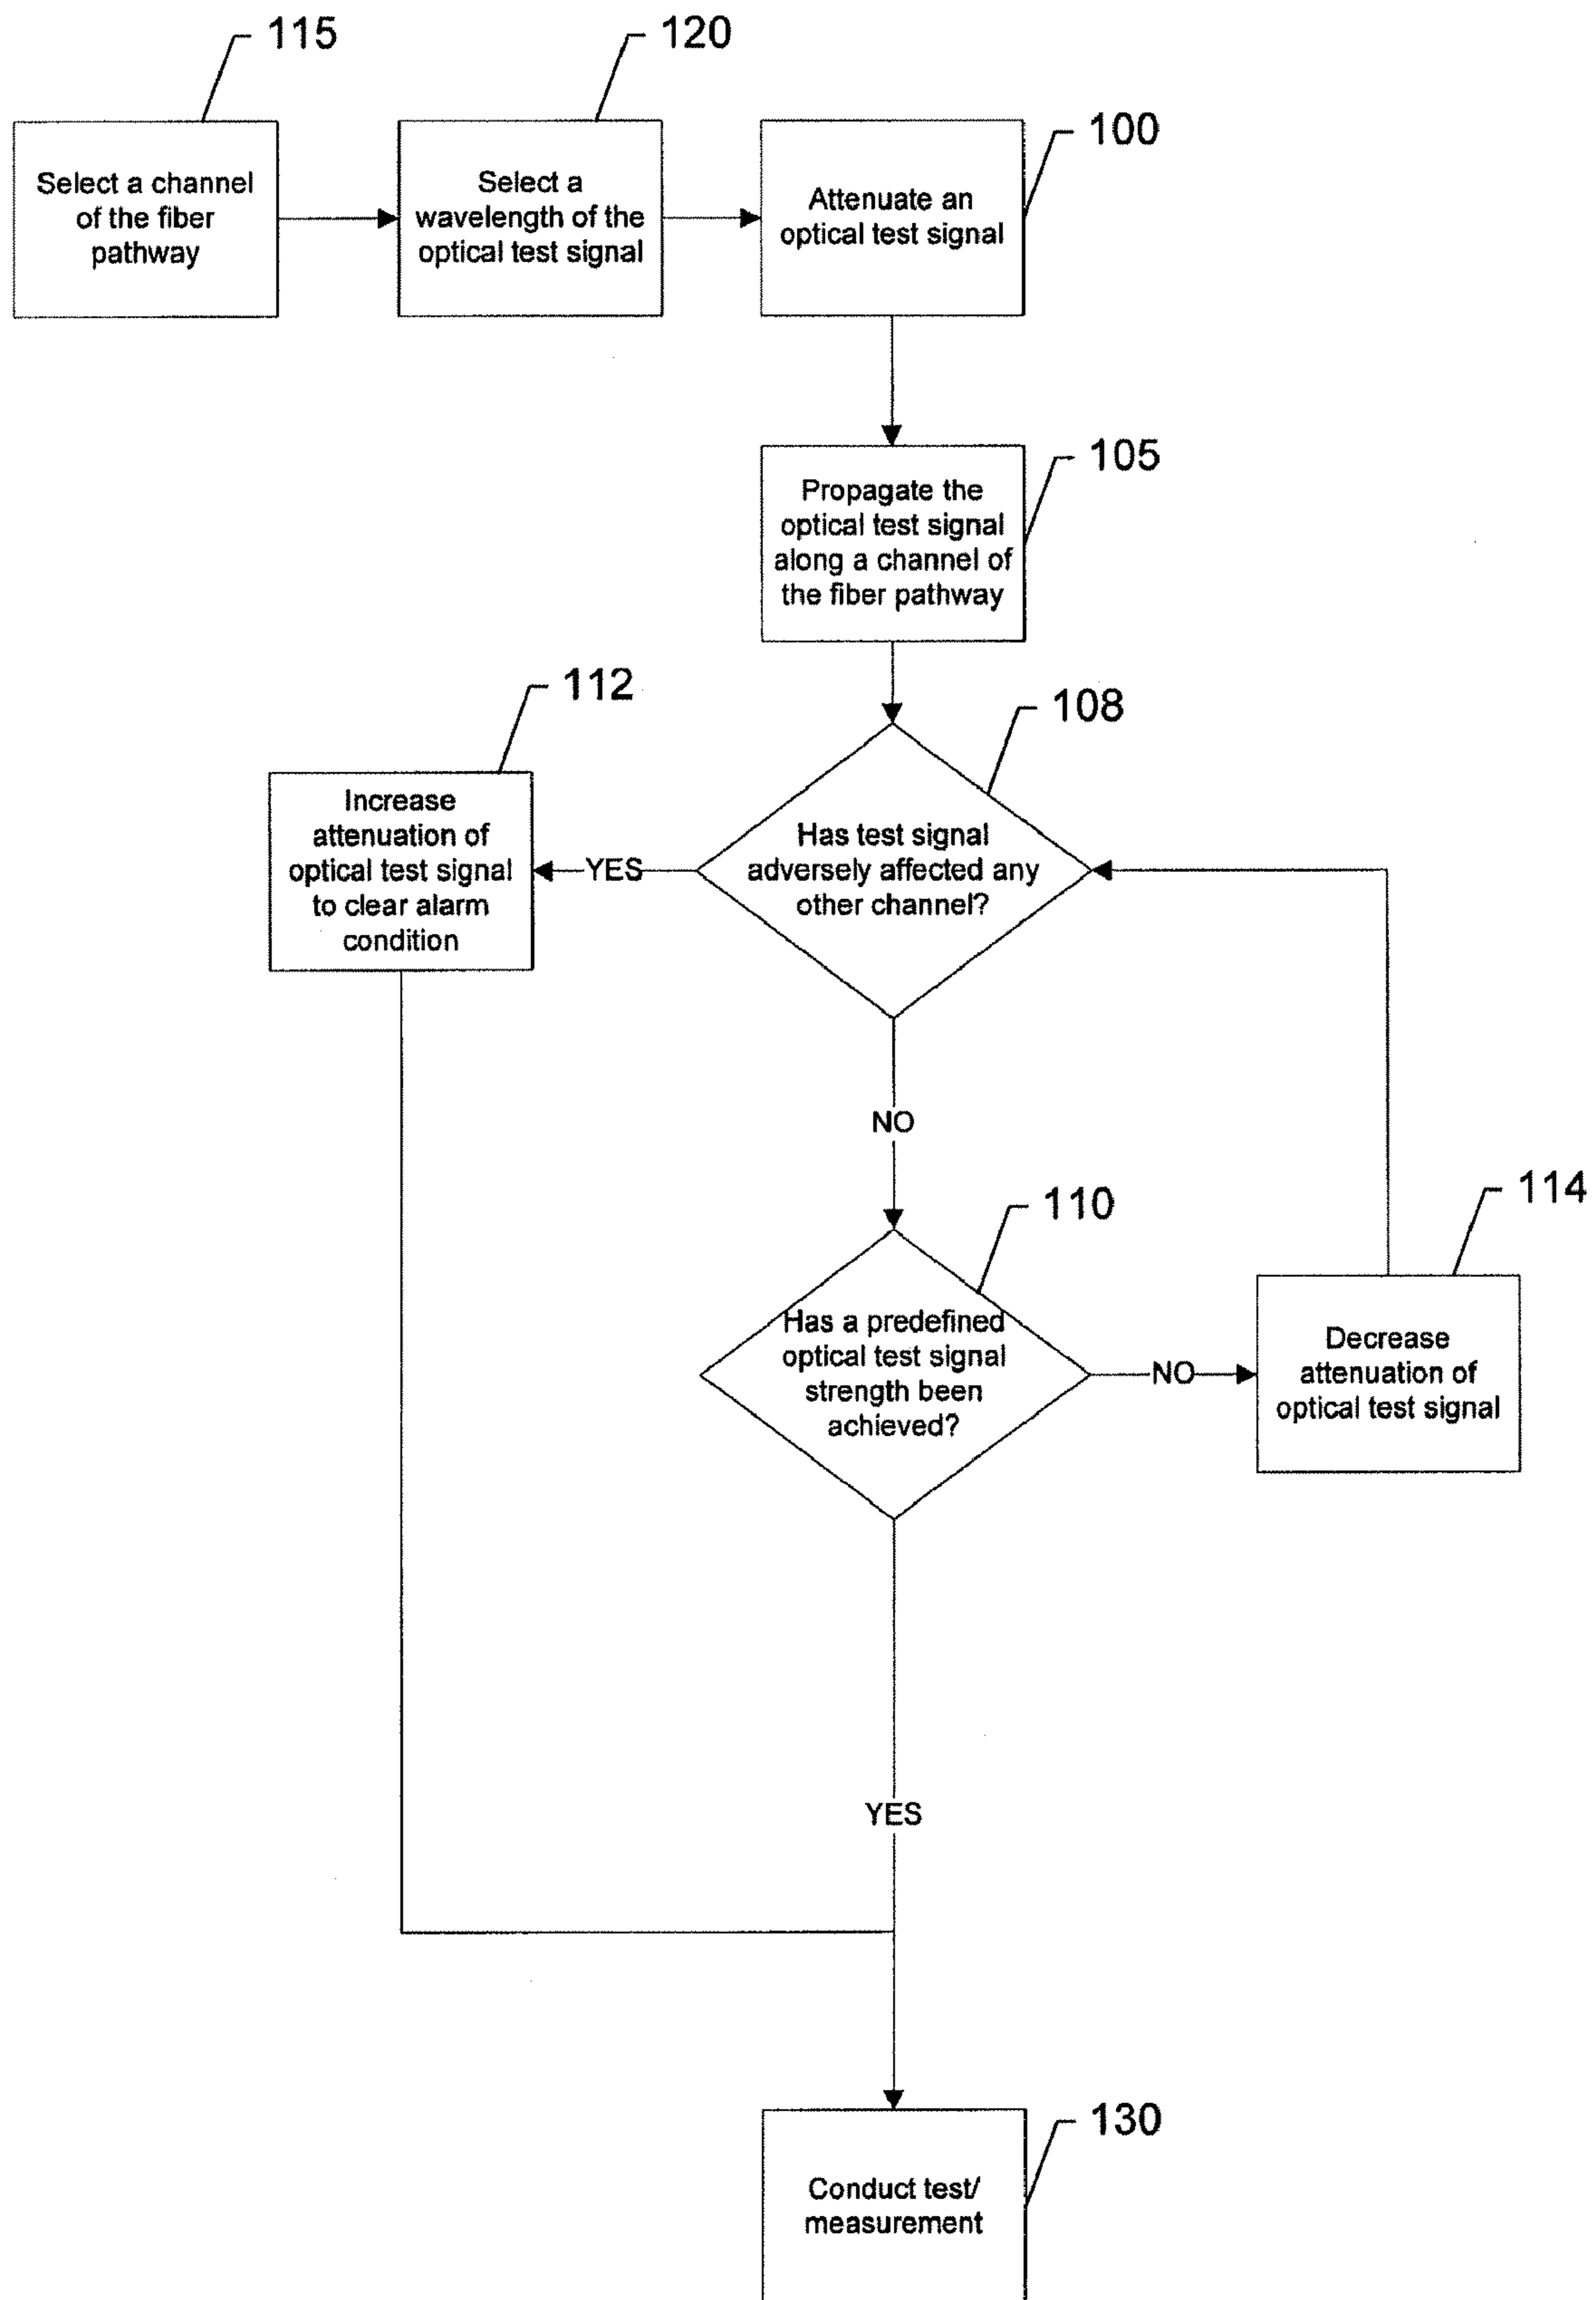 115
Select a channel
of the fiber
pathway
120
Select a
wavelength of the
optical test signal
100
Attenuate an
optical test signal
105
Propagate the
optical test signal
along a channel of
the fiber pathway
112
Increase
attenuation of
optical test signal
to clear alarm
condition
YES
108
Has test signal
adversely affected any
other channel?
NO
110
Has a predefined
optical test signal
strength been
achieved?
NO
114
Decrease
attenuation of
optical test signal
YES
130
Conduct test/
measurement